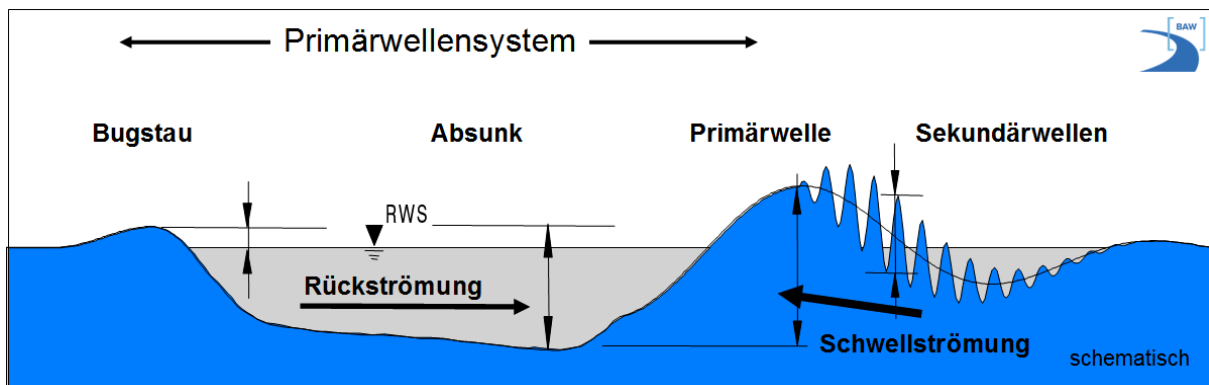 Primärwellensystem
BAW
Bugstau
Absunk
Primärwelle
Sekundärwellen
RWS
Rückströmung
Schwellströmung
schematisch